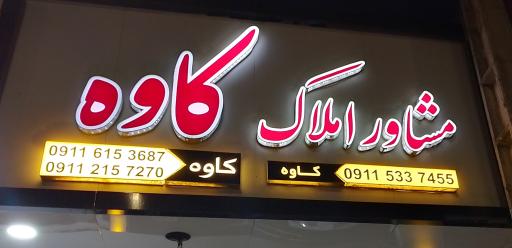 مشاور املاک کاوه
0911 533 7455 کاوه
کاوه 0911 615 3687
0911 215 7270